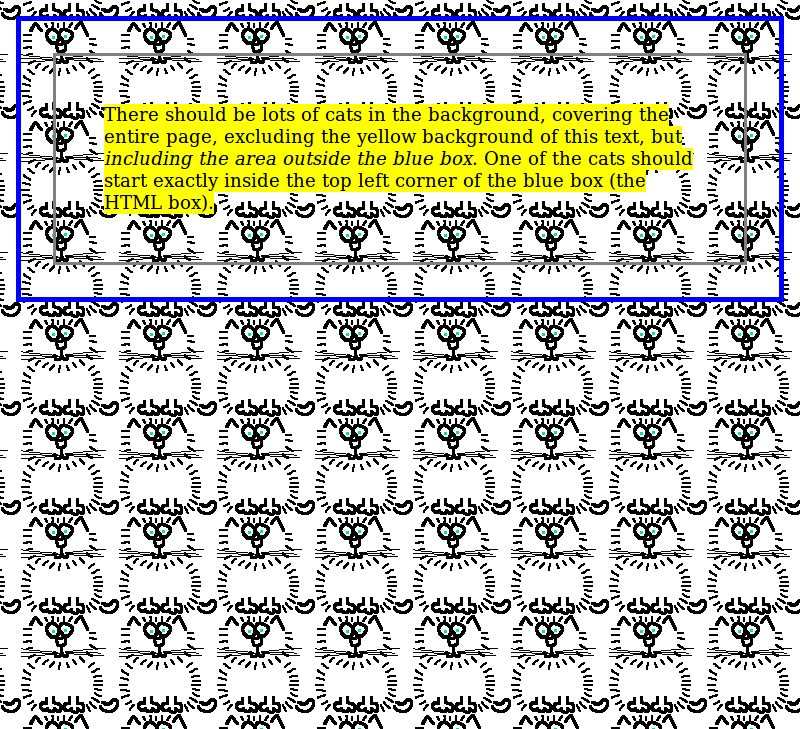 There should be lots of cats in the background, covering the
entire page, excluding the yellow background of this text, but
including the area outside the blue box. One of the cats should
start exactly inside the top left corner of the blue box (the
HTML box).